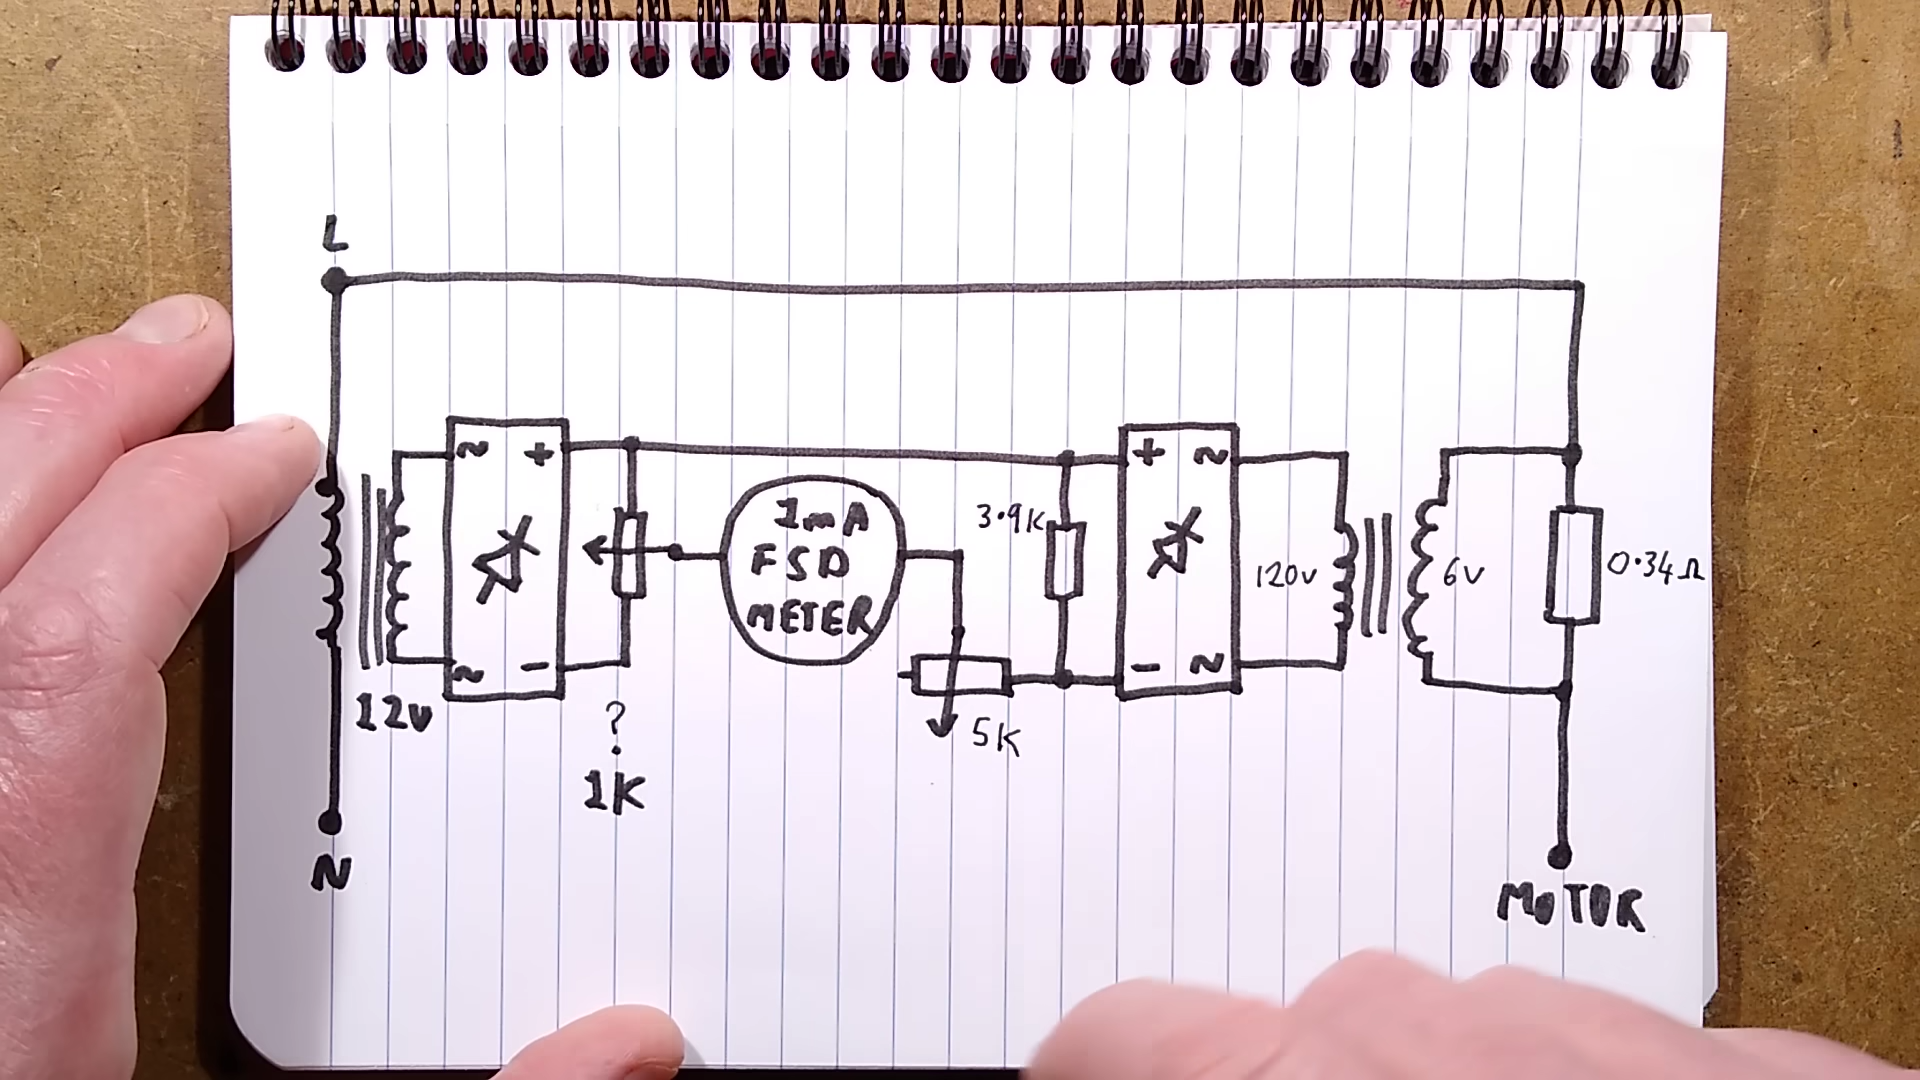 L
~ +
+ ~
1mA
FSD
METER
3.9K
120v
6v
0.34Ω
~ -
- ~
12v
?
1K
5K
N
MOTOR